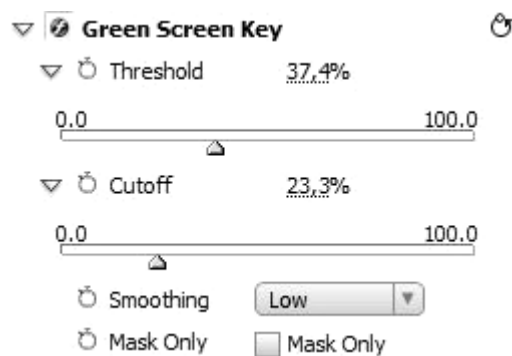 Green Screen Key
Threshold 37,4%
0.0 100.0
Cutoff 23,3%
0.0 100.0
Smoothing Low
Mask Only Mask Only